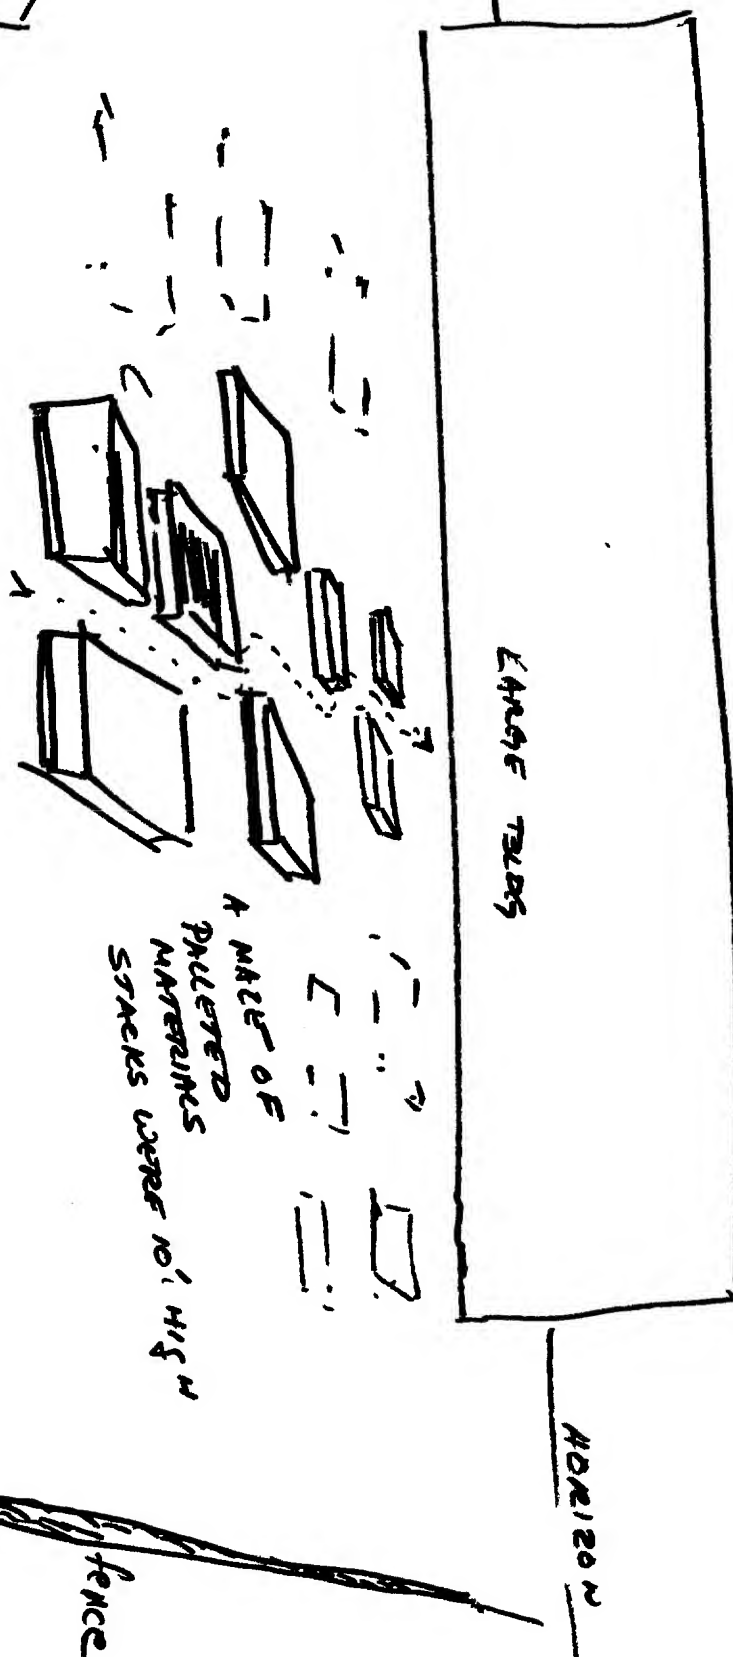 HORIZON
LARGE BLDG
A MAZE OF
PALLETED
MATERIALS
STACKS WERE 10' HIGH
fence